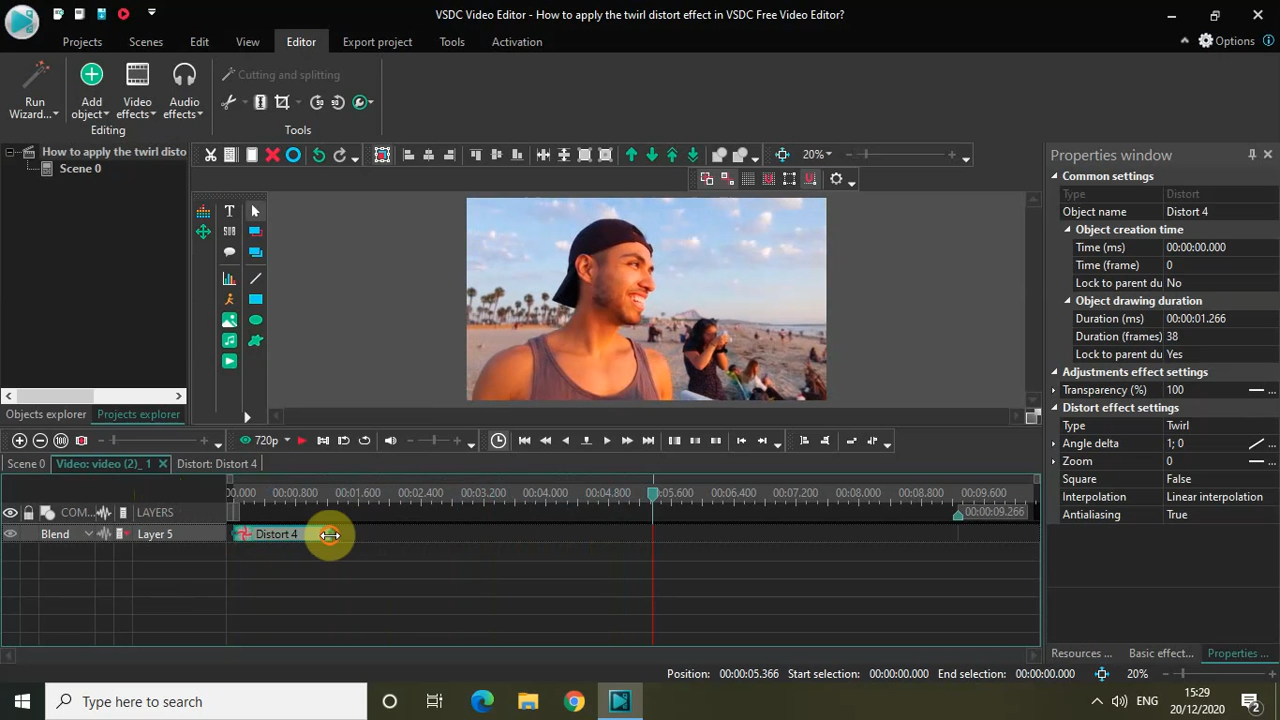 VSDC Video Editor - How to apply the twirl distort effect in VSDC Free Video Editor?
Projects Scenes Edit View Editor Export project Tools Activation Options
Run Wizard... Add object Video effects Audio effects
Cutting and splitting
Editing Tools
How to apply the twirl disto
Scene 0
20%
T
SUB
Objects explorer Projects explorer
Properties window
Common settings
Type Distort
Object name Distort 4
Object creation time
Time (ms) 00:00:00.000
Time (frame) 0
Lock to parent du No
Object drawing duration
Duration (ms) 00:00:01.266
Duration (frames) 38
Lock to parent du Yes
Adjustments effect settings
Transparency (%) 100 ...
Distort effect settings
Type Twirl
Angle delta 1; 0 ...
Zoom 0 ...
Square False
Interpolation Linear interpolation
Antialiasing True
720p
Scene 0 Video: video (2)_ 1 Distort: Distort 4
00.000 00:00.800 00:01.600 00:02.400 00:03.200 00:04.000 00:04.800 00:05.600 00:06.400 00:07.200 00:08.000 00:08.800 00:09.600
COM... LAYERS 00:00:09.266
Blend Layer 5 Distort 4
Resources ... Basic effect... Properties ...
Position: 00:00:05.366 Start selection: 00:00:00.000 End selection: 00:00:00.000 20%
Type here to search
ENG
15:29
20/12/2020
2